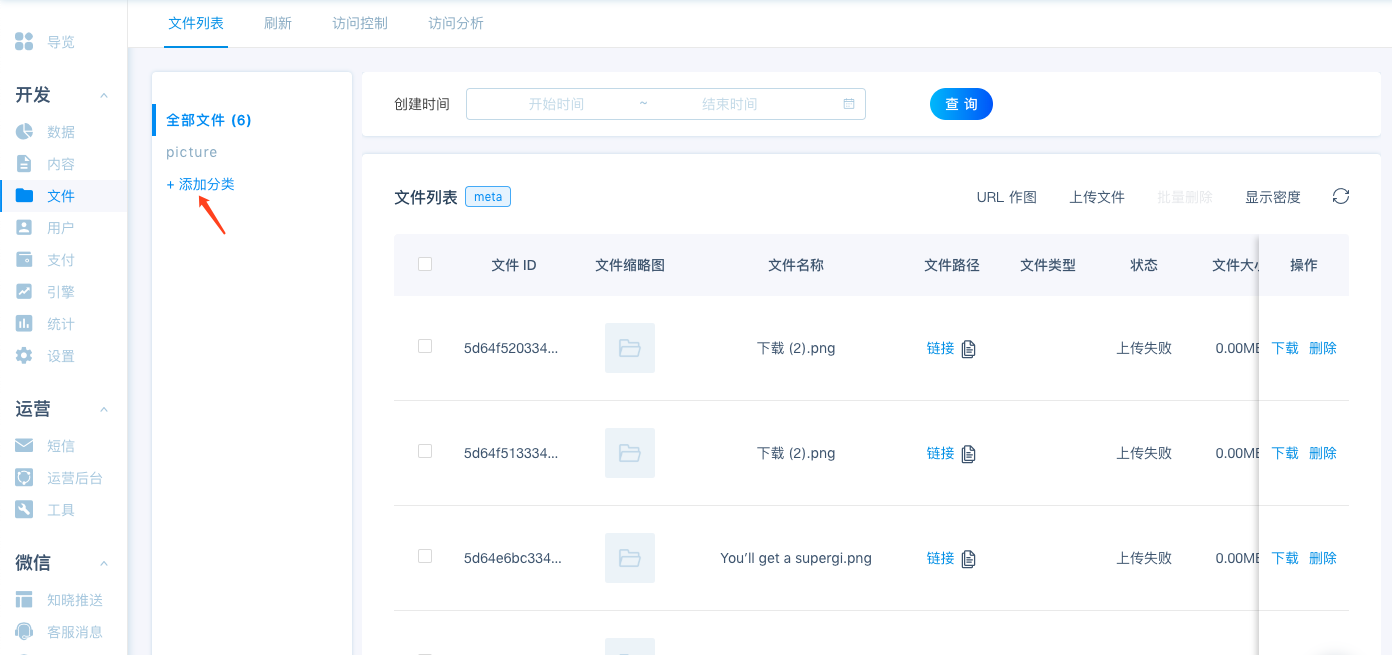 文件列表 刷新 访问控制 访问分析
导览
开发
数据
内容
文件
用户
支付
引擎
统计
设置
运营
短信
运营后台
工具
微信
知晓推送
客服消息
全部文件 (6)
picture
+ 添加分类
创建时间 开始时间 ~ 结束时间 查 询
文件列表 meta URL 作图 上传文件 批量删除 显示密度
文件 ID 文件缩略图 文件名称 文件路径 文件类型 状态 文件大小 操作
5d64f520334... 下载 (2).png 链接 上传失败 0.00MB 下载 删除
5d64f513334... 下载 (2).png 链接 上传失败 0.00MB 下载 删除
5d64e6bc334... You'll get a supergi.png 链接 上传失败 0.00MB 下载 删除